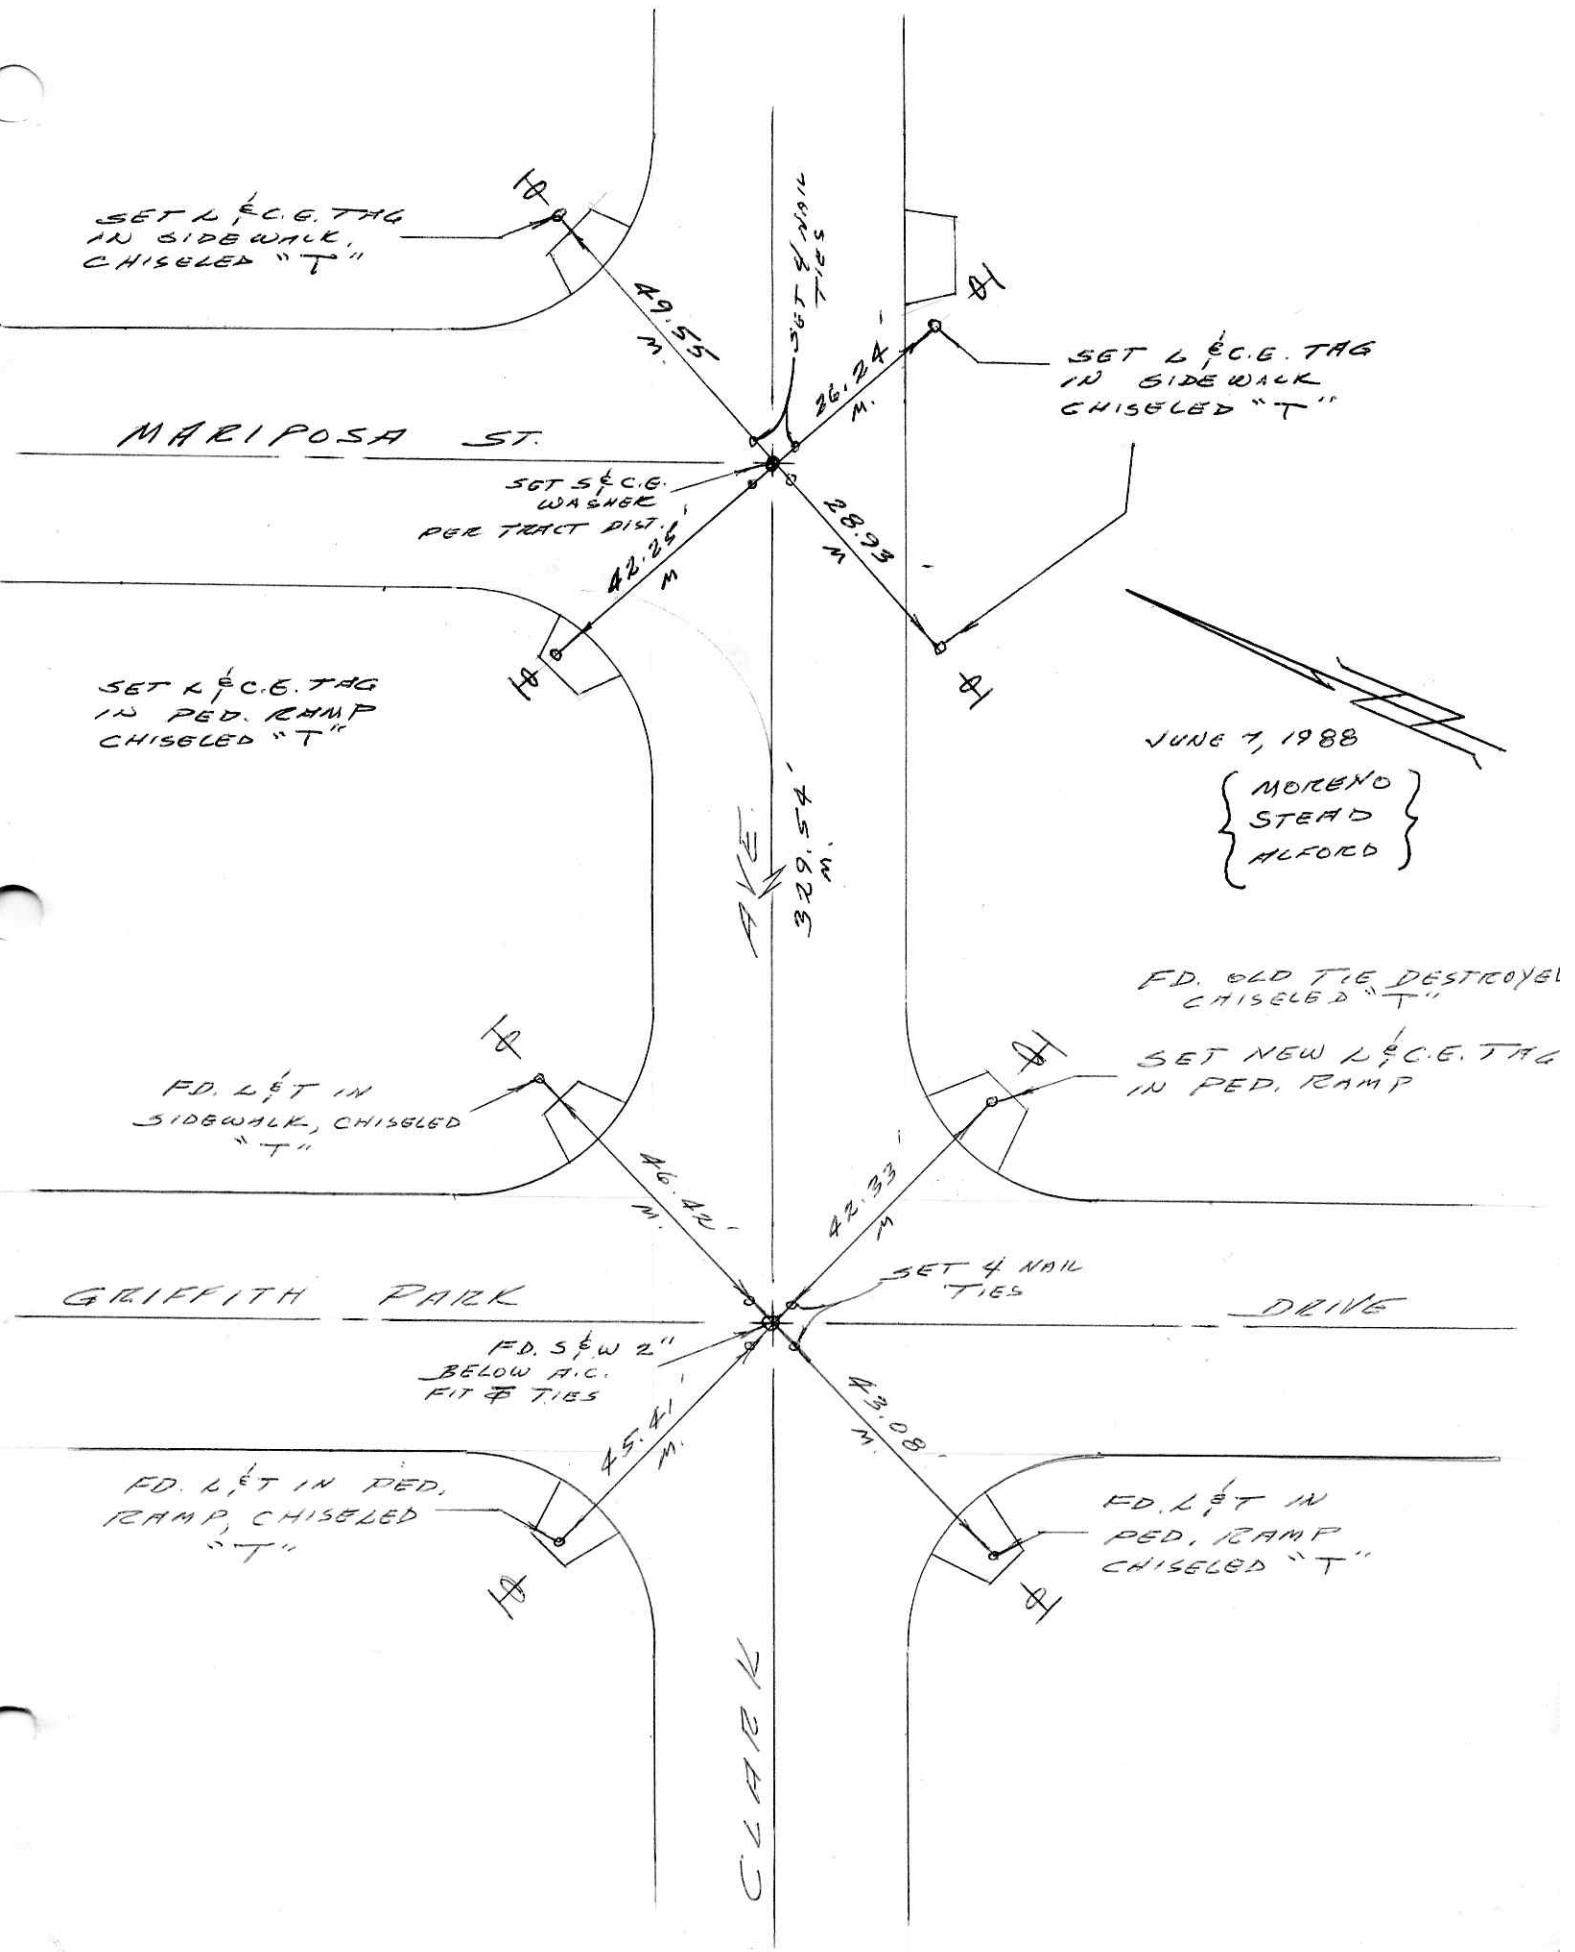 SET L & C.E. TAG
IN SIDEWALK,
CHISELED "T"
49.55
M.
SET 4 NAIL
TIES
26.24'
M.
SET L & C.E. TAG
IN SIDEWALK
CHISELED "T"
MARIPOSA ST.
SET S & C.E.
WASHER
PER TRACT DIST.
42.25'
M
28.93
M
SET L & C.E. TAG
IN PED. RAMP
CHISELED "T"
JUNE 7, 1988
MORENO
STEAD
ALFORD
AVE.
329.54'
M.
FD. OLD TIE DESTROYE
CHISELED "T"
SET NEW L & C.E. TAG
IN PED. RAMP
FD. L & T IN
SIDEWALK, CHISELED
"T"
46.42'
M.
42.33'
M
SET 4 NAIL
TIES
GRIFFITH PARK DRIVE
FD. S & W 2"
BELOW A.C.
FIT TIES
45.41'
M.
43.08'
M.
FD. L & T IN PED.
RAMP, CHISELED
"T"
FD. L & T IN
PED. RAMP
CHISELED "T"
CLARK